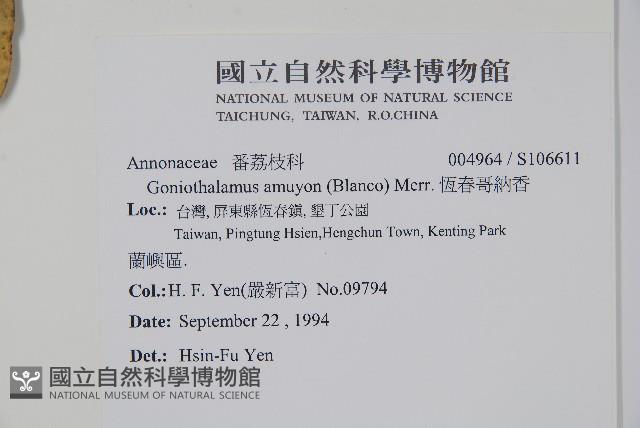 國立自然科學博物館
NATIONAL MUSEUM OF NATURAL SCIENCE
TAICHUNG, TAIWAN, R.O.CHINA
Annonaceae 番荔枝科 004964 / S106611
Goniothalamus amuyon (Blanco) Merr. 恆春哥納香
Loc.: 台灣, 屏東縣恆春鎮, 墾丁公園
Taiwan, Pingtung Hsien,Hengchun Town, Kenting Park
蘭嶼區.
Col.:H. F. Yen(嚴新富) No.09794
Date: September 22 , 1994
Det.: Hsin-Fu Yen
國立自然科學博物館
NATIONAL MUSEUM OF NATURAL SCIENCE